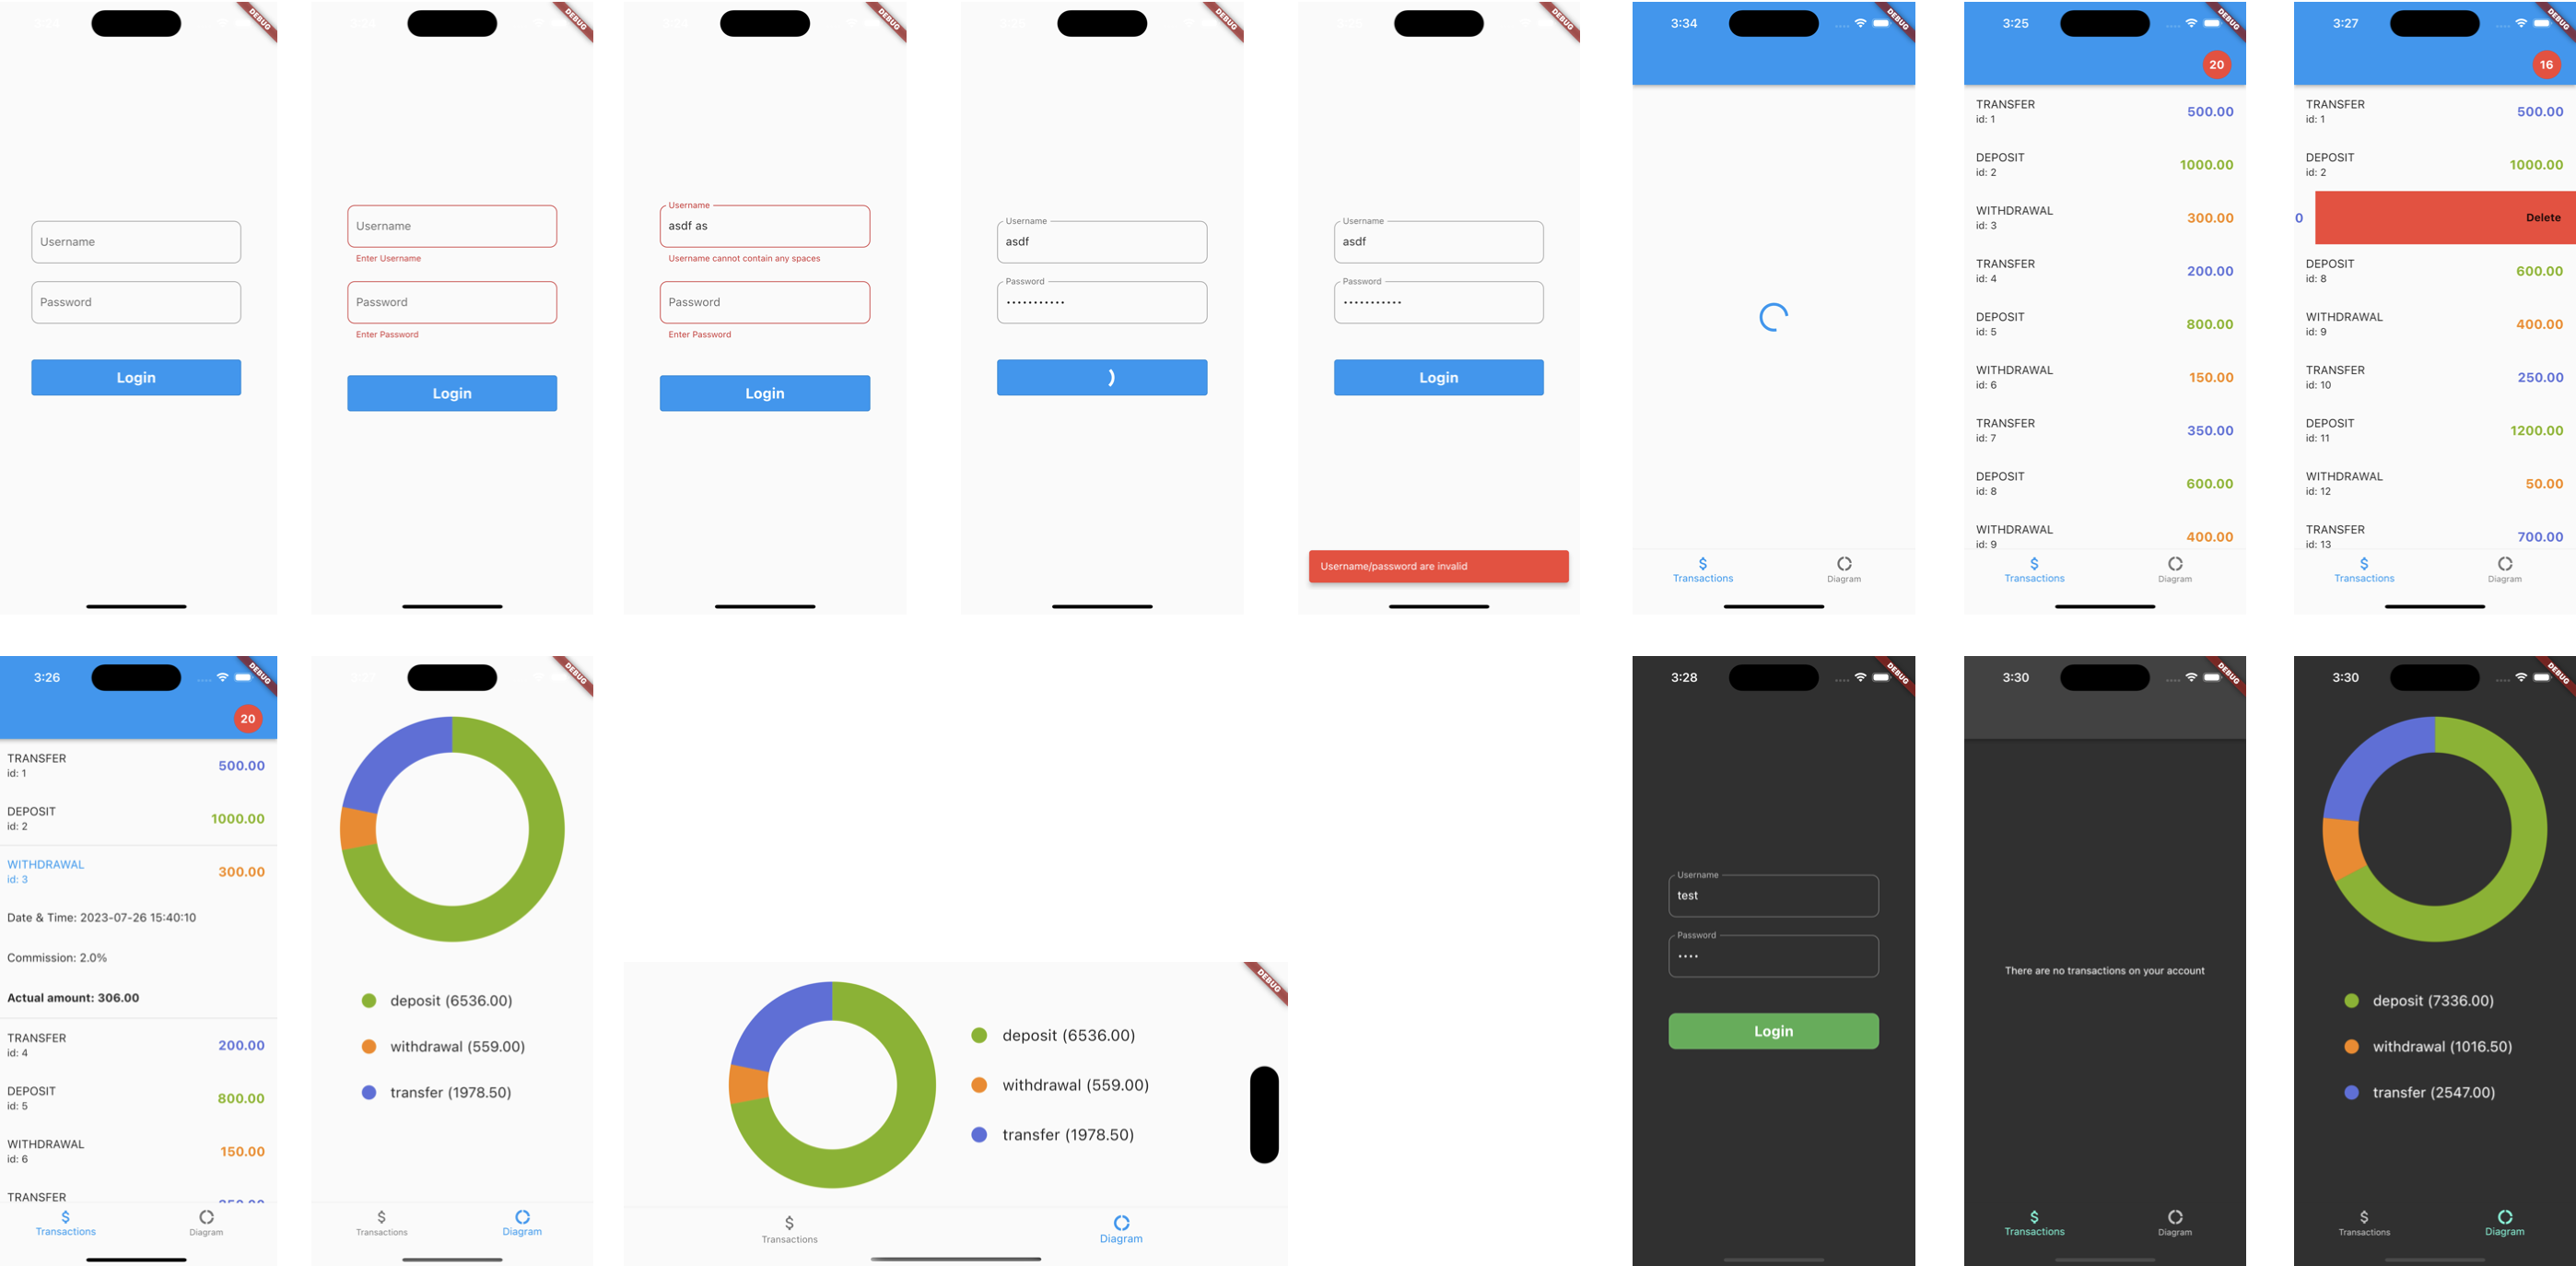 DEBUG
Username
Password
Login
DEBUG
Username
Enter Username
Password
Enter Password
Login
DEBUG
Username
asdf as
Username cannot contain any spaces
Password
Enter Password
Login
DEBUG
Username
asdf
Password
•••••••••••
DEBUG
Username
asdf
Password
•••••••••••
Login
Username/password are invalid
3:34
DEBUG
$
Transactions
Diagram
3:25
DEBUG
20
TRANSFER 500.00
id: 1
DEPOSIT 1000.00
id: 2
WITHDRAWAL 300.00
id: 3
TRANSFER 200.00
id: 4
DEPOSIT 800.00
id: 5
WITHDRAWAL 150.00
id: 6
TRANSFER 350.00
id: 7
DEPOSIT 600.00
id: 8
WITHDRAWAL 400.00
id: 9
$
Transactions
Diagram
3:27
DEBUG
16
TRANSFER 500.00
id: 1
DEPOSIT 1000.00
id: 2
0 Delete
DEPOSIT 600.00
id: 8
WITHDRAWAL 400.00
id: 9
TRANSFER 250.00
id: 10
DEPOSIT 1200.00
id: 11
WITHDRAWAL 50.00
id: 12
TRANSFER 700.00
id: 13
$
Transactions
Diagram
3:26
DEBUG
20
TRANSFER 500.00
id: 1
DEPOSIT 1000.00
id: 2
WITHDRAWAL 300.00
id: 3
Date & Time: 2023-07-26 15:40:10
Commission: 2.0%
Actual amount: 306.00
TRANSFER 200.00
id: 4
DEPOSIT 800.00
id: 5
WITHDRAWAL 150.00
id: 6
TRANSFER 350.00
$
Transactions
Diagram
DEBUG
deposit (6536.00)
withdrawal (559.00)
transfer (1978.50)
$
Transactions
Diagram
DEBUG
deposit (6536.00)
withdrawal (559.00)
transfer (1978.50)
$
Transactions
Diagram
3:28
DEBUG
Username
test
Password
••••
Login
3:30
DEBUG
There are no transactions on your account
$
Transactions
Diagram
3:30
DEBUG
deposit (7336.00)
withdrawal (1016.50)
transfer (2547.00)
$
Transactions
Diagram